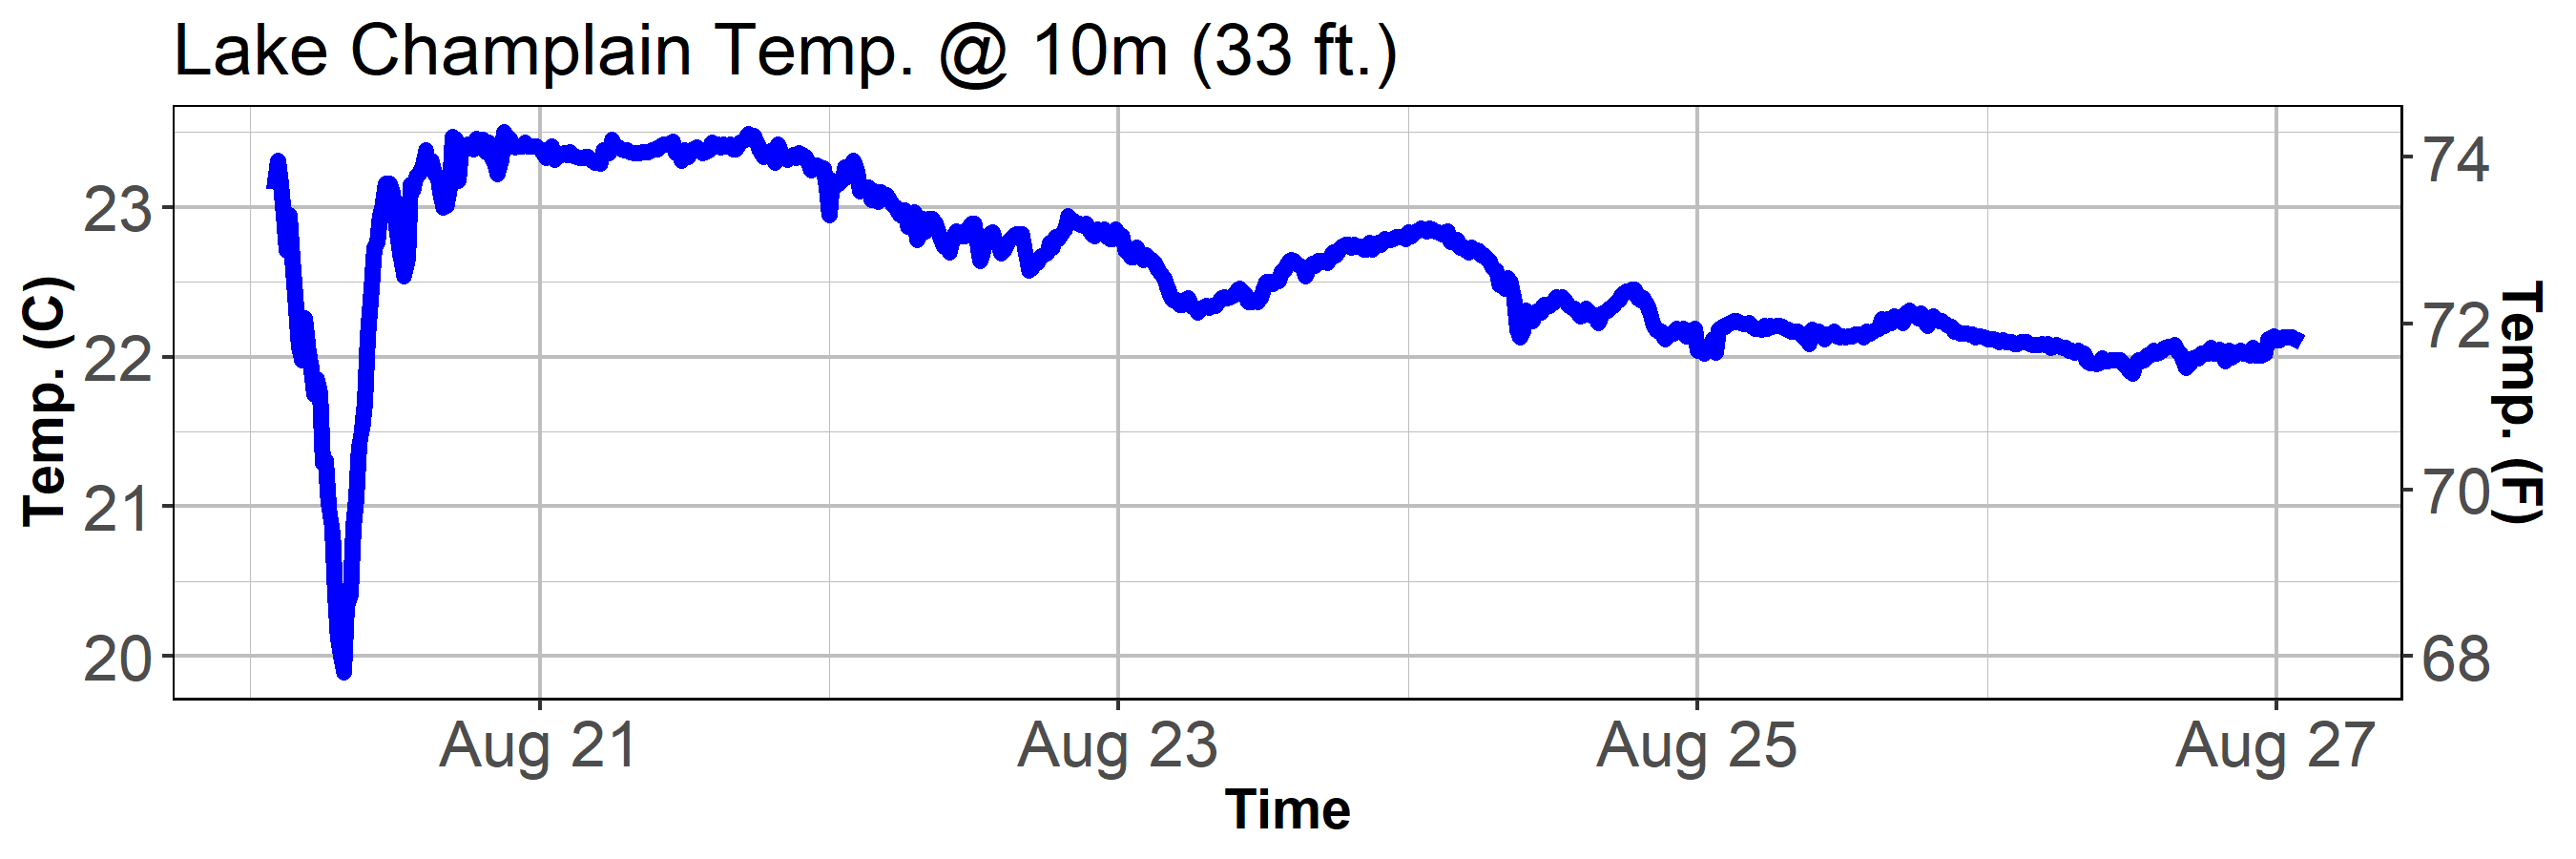 Lake Champlain Temp. @ 10m (33 ft.)
Temp. (C)
23
22
21
20
74
72
70
68
Temp. (F)
Aug 21
Aug 23
Aug 25
Aug 27
Time